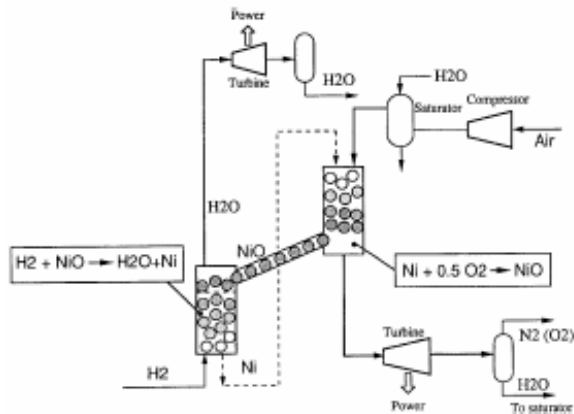 Power
Turbine
H2O
H2O
Saturator
Compressor
Air
H2O
NiO
H2 + NiO → H2O+Ni
Ni + 0.5 O2 → NiO
H2
Ni
Turbine
N2 (O2)
H2O
Power
To saturator